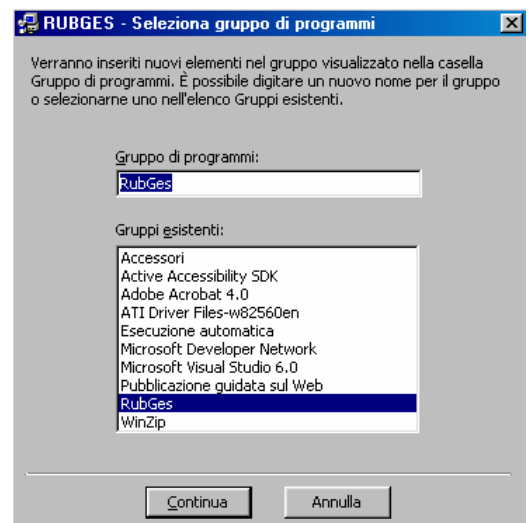 RUBGES - Seleziona gruppo di programmi
Verranno inseriti nuovi elementi nel gruppo visualizzato nella casella
Gruppo di programmi. È possibile digitare un nuovo nome per il gruppo
o selezionarne uno nell'elenco Gruppi esistenti.
Gruppo di programmi:
RubGes
Gruppi esistenti:
Accessori
Active Accessibility SDK
Adobe Acrobat 4.0
ATI Driver Files-w82560en
Esecuzione automatica
Microsoft Developer Network
Microsoft Visual Studio 6.0
Pubblicazione guidata sul Web
RubGes
WinZip
Continua
Annulla